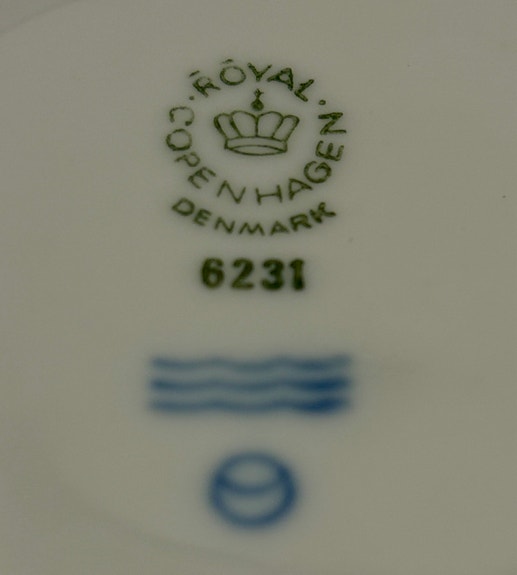 ROYAL
COPENHAGEN
DENMARK
6231